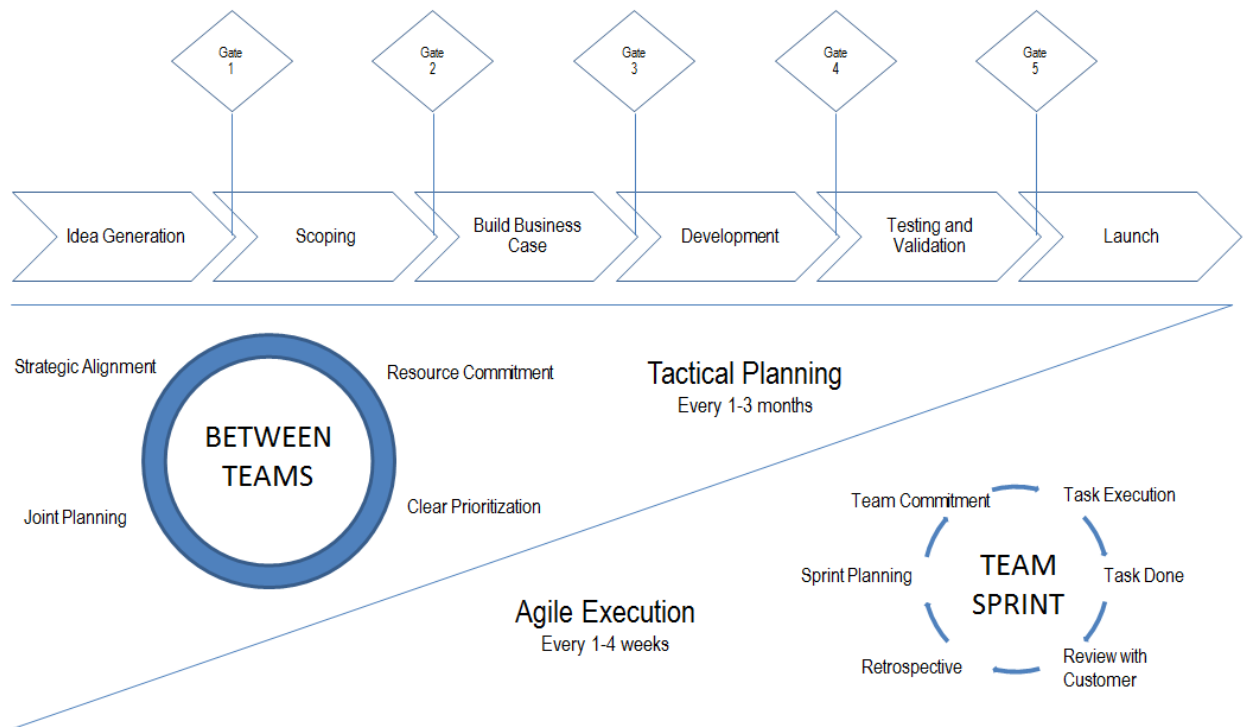 Gate
1
Gate
2
Gate
3
Gate
4
Gate
5
Idea Generation
Scoping
Build Business
Case
Development
Testing and
Validation
Launch
Strategic Alignment
Resource Commitment
BETWEEN
TEAMS
Joint Planning
Clear Prioritization
Tactical Planning
Every 1-3 months
Agile Execution
Every 1-4 weeks
Team Commitment
Task Execution
Sprint Planning
TEAM
SPRINT
Task Done
Retrospective
Review with
Customer